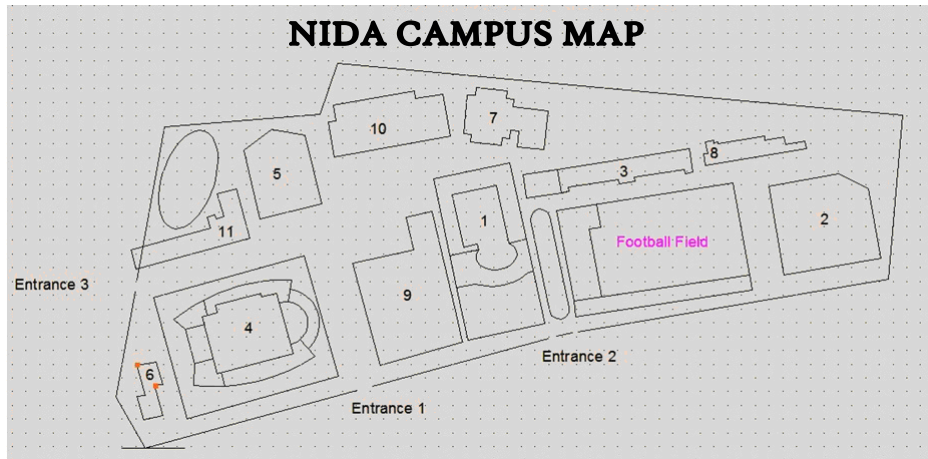 NIDA CAMPUS MAP
10
7
5
3
8
11
1
2
Football Field
Entrance 3
9
4
6
Entrance 2
Entrance 1